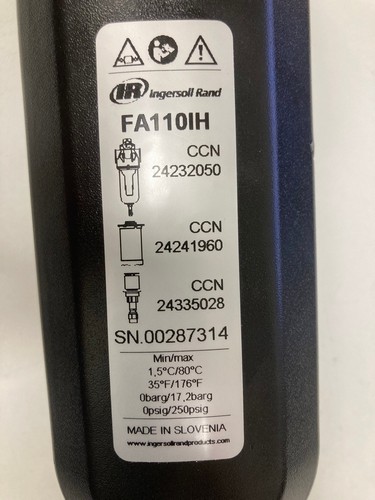 IR Ingersoll Rand
FA110IH
CCN
24232050
CCN
24241960
CCN
24335028
SN.00287314
Min/max
1,5°C/80°C
35°F/176°F
0barg/17,2barg
0psig/250psig
MADE IN SLOVENIA
www.ingersollrandproducts.com